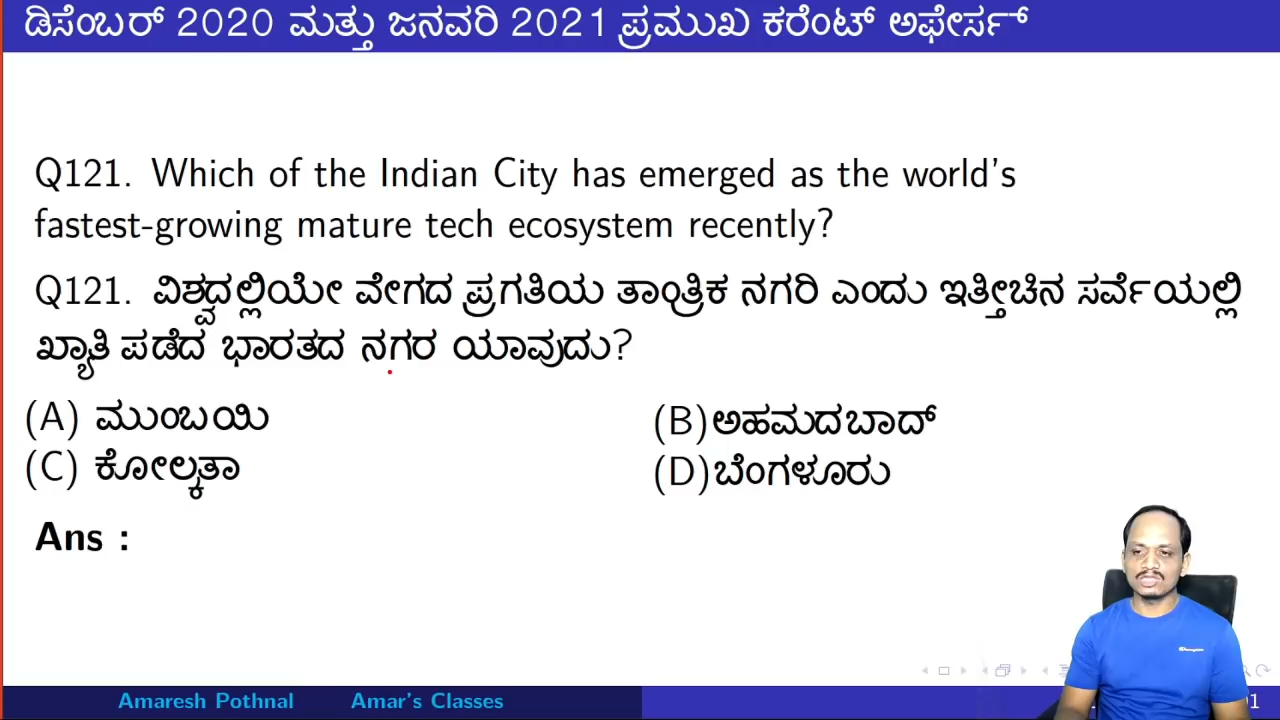 ಡಿಸೆಂಬರ್ 2020 ಮತ್ತು ಜನವರಿ 2021 ಪ್ರಮುಖ ಕರೆಂಟ್ ಅಫೇರ್ಸ್
Q121. Which of the Indian City has emerged as the world's
fastest-growing mature tech ecosystem recently?
Q121. ವಿಶ್ವದಲ್ಲಿಯೇ ವೇಗದ ಪ್ರಗತಿಯ ತಾಂತ್ರಿಕ ನಗರಿ ಎಂದು ಇತ್ತೀಚಿನ ಸರ್ವೆಯಲ್ಲಿ
ಖ್ಯಾತಿ ಪಡೆದ ಭಾರತದ ನಗರ ಯಾವುದು?
(A) ಮುಂಬಯಿ (B)ಅಹಮದಬಾದ್
(C) ಕೋಲ್ಕತಾ (D)ಬೆಂಗಳೂರು
Ans :
Amaresh Pothnal Amar's Classes